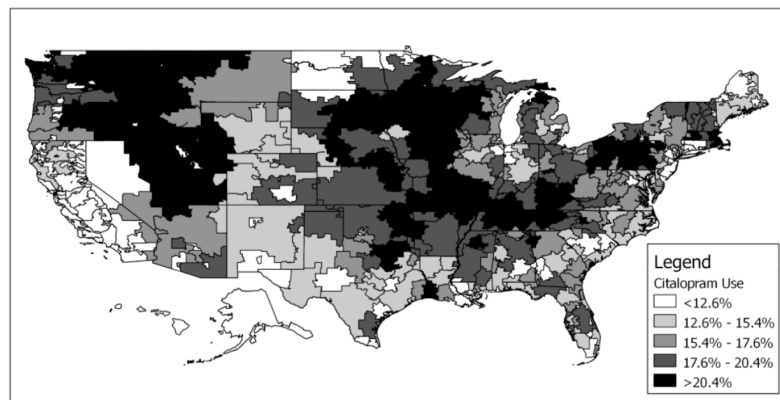 Legend
Citalopram Use
<12.6%
12.6% - 15.4%
15.4% - 17.6%
17.6% - 20.4%
>20.4%